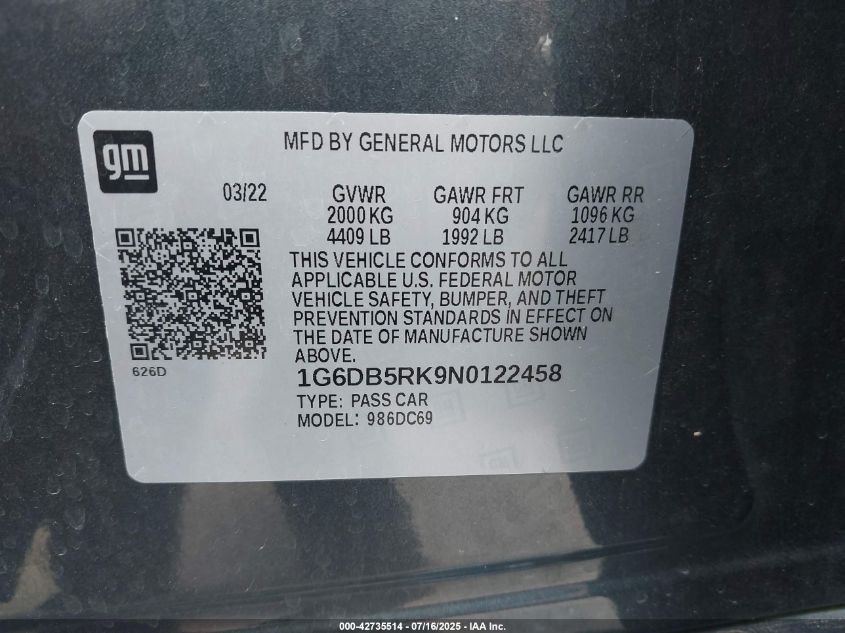 gm
MFD BY GENERAL MOTORS LLC
03/22 GVWR GAWR FRT GAWR RR
2000 KG 904 KG 1096 KG
4409 LB 1992 LB 2417 LB
THIS VEHICLE CONFORMS TO ALL
APPLICABLE U.S. FEDERAL MOTOR
VEHICLE SAFETY, BUMPER, AND THEFT
PREVENTION STANDARDS IN EFFECT ON
THE DATE OF MANUFACTURE SHOWN
ABOVE.
626D
1G6DB5RK9N0122458
TYPE: PASS CAR
MODEL: 986DC69
000-42735514 - 07/16/2025 - IAA Inc.